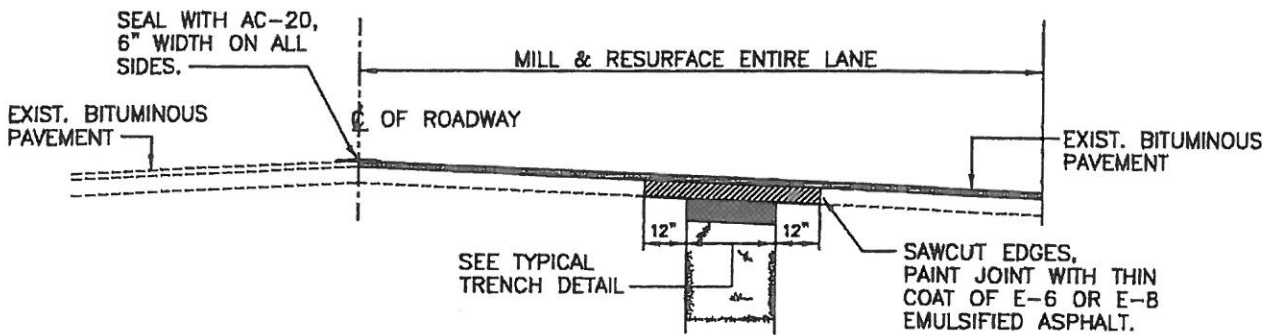 SEAL WITH AC-20,
6" WIDTH ON ALL
SIDES.
MILL & RESURFACE ENTIRE LANE
EXIST. BITUMINOUS
PAVEMENT
℄ OF ROADWAY
EXIST. BITUMINOUS
PAVEMENT
12"
12"
SEE TYPICAL
TRENCH DETAIL
SAWCUT EDGES,
PAINT JOINT WITH THIN
COAT OF E-6 OR E-8
EMULSIFIED ASPHALT.